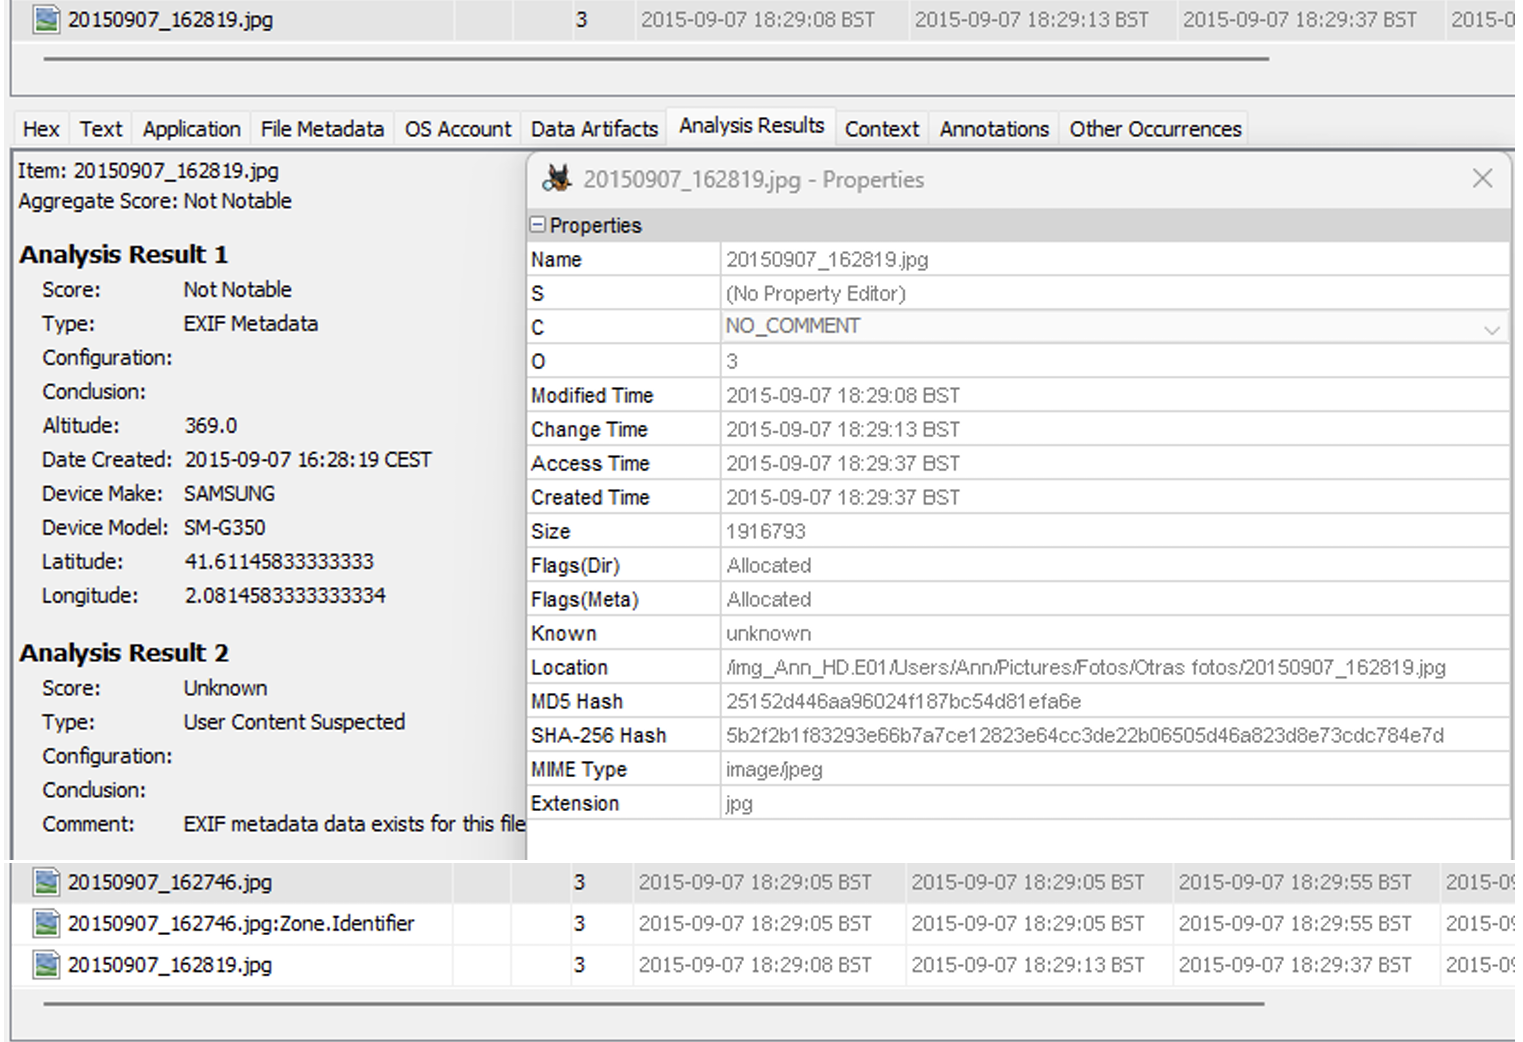 20150907_162819.jpg 3 2015-09-07 18:29:08 BST 2015-09-07 18:29:13 BST 2015-09-07 18:29:37 BST 2015-0
Hex Text Application File Metadata OS Account Data Artifacts Analysis Results Context Annotations Other Occurrences
Item: 20150907_162819.jpg
Aggregate Score: Not Notable
Analysis Result 1
Score: Not Notable
Type: EXIF Metadata
Configuration:
Conclusion:
Altitude: 369.0
Date Created: 2015-09-07 16:28:19 CEST
Device Make: SAMSUNG
Device Model: SM-G350
Latitude: 41.61145833333333
Longitude: 2.0814583333333334
Analysis Result 2
Score: Unknown
Type: User Content Suspected
Configuration:
Conclusion:
Comment: EXIF metadata data exists for this file
20150907_162819.jpg - Properties
Properties
Name 20150907_162819.jpg
S (No Property Editor)
C NO_COMMENT
O 3
Modified Time 2015-09-07 18:29:08 BST
Change Time 2015-09-07 18:29:13 BST
Access Time 2015-09-07 18:29:37 BST
Created Time 2015-09-07 18:29:37 BST
Size 1916793
Flags(Dir) Allocated
Flags(Meta) Allocated
Known unknown
Location /img_Ann_HD.E01/Users/Ann/Pictures/Fotos/Otras fotos/20150907_162819.jpg
MD5 Hash 25152d446aa96024f187bc54d81efa6e
SHA-256 Hash 5b2f2b1f83293e66b7a7ce12823e64cc3de22b06505d46a823d8e73cdc784e7d
MIME Type image/jpeg
Extension jpg
20150907_162746.jpg 3 2015-09-07 18:29:05 BST 2015-09-07 18:29:05 BST 2015-09-07 18:29:55 BST 2015-09
20150907_162746.jpg:Zone.Identifier 3 2015-09-07 18:29:05 BST 2015-09-07 18:29:05 BST 2015-09-07 18:29:55 BST 2015-09
20150907_162819.jpg 3 2015-09-07 18:29:08 BST 2015-09-07 18:29:13 BST 2015-09-07 18:29:37 BST 2015-09